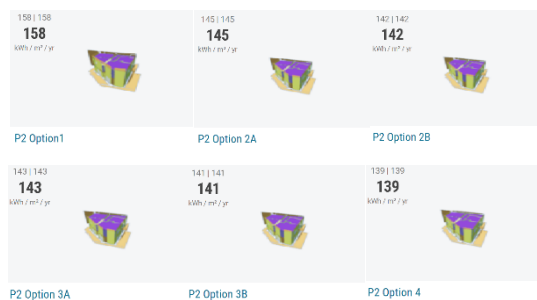 158 | 158
158
kWh / m² / yr
P2 Option1
145 | 145
145
kWh / m² / yr
P2 Option 2A
142 | 142
142
kWh / m² / yr
P2 Option 2B
143 | 143
143
kWh / m² / yr
P2 Option 3A
141 | 141
141
kWh / m² / yr
P2 Option 3B
139 | 139
139
kWh / m² / yr
P2 Option 4